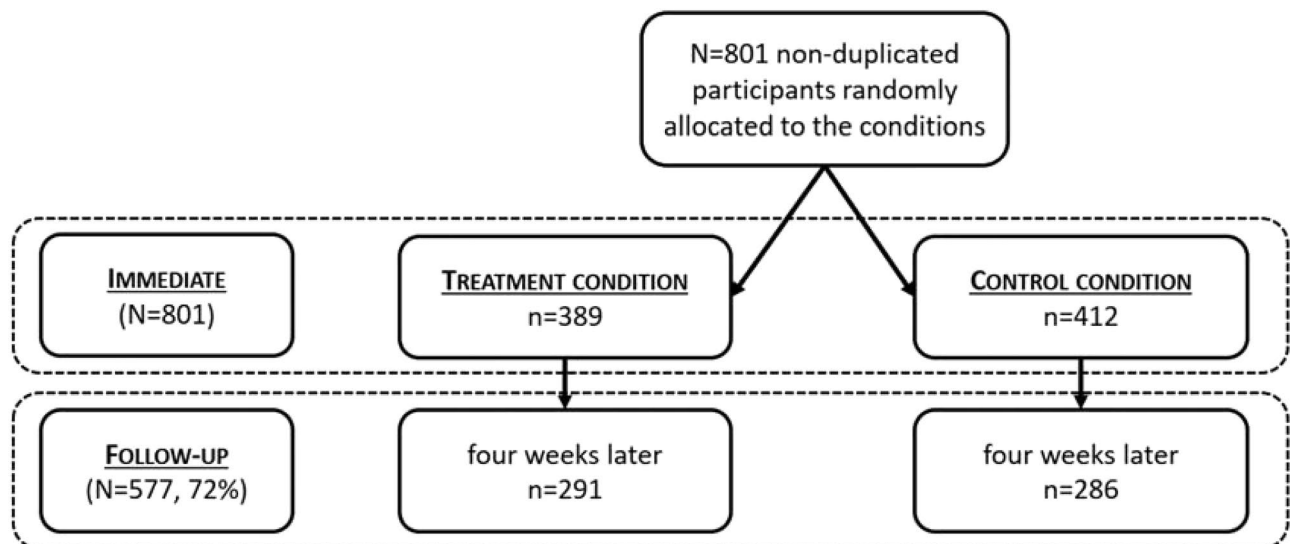 N=801 non-duplicated
participants randomly
allocated to the conditions
IMMEDIATE
(N=801)
TREATMENT CONDITION
n=389
CONTROL CONDITION
n=412
FOLLOW-UP
(N=577, 72%)
four weeks later
n=291
four weeks later
n=286